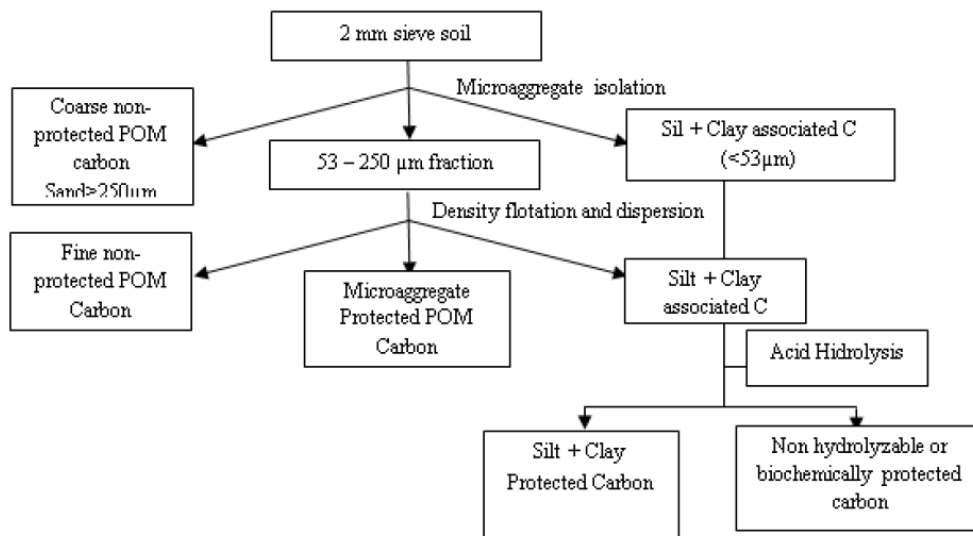 2 mm sieve soil
Microaggregate isolation
Coarse non-
protected POM
carbon
Sand>250µm
Sil + Clay associated C
(<53µm)
53 – 250 µm fraction
Density flotation and dispersion
Fine non-
protected POM
Carbon
Microaggregate
Protected POM
Carbon
Silt + Clay
associated C
Acid Hidrolysis
Silt + Clay
Protected Carbon
Non hydrolyzable or
biochemically protected
carbon